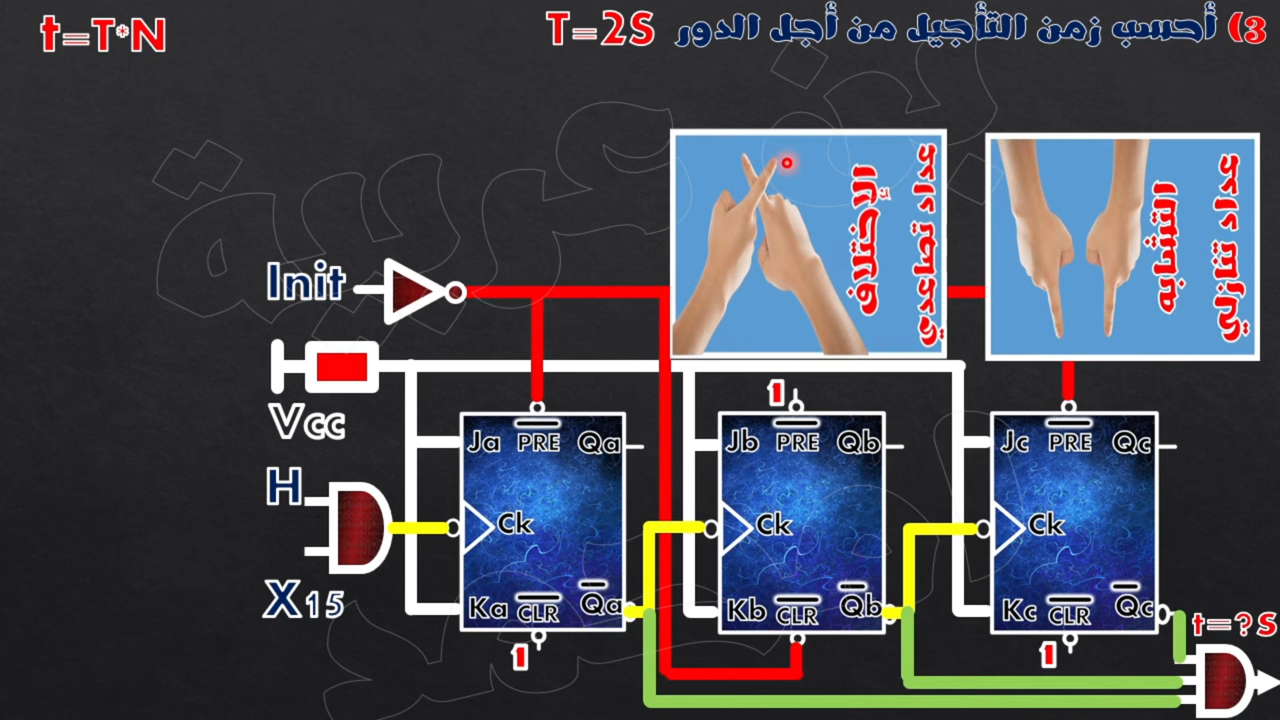 3) أحسب زمن التأجيل من أجل الدور T=2S
t=T*N
الإختلاف
عداد تصاعدي
التشابه
عداد تنازلي
Init
Vcc
H
X15
Ja PRE Qa
Ck
Ka CLR Qa
1
1
Jb PRE Qb
Ck
Kb CLR Qb
Jc PRE Qc
Ck
Kc CLR Qc
1
t=?S